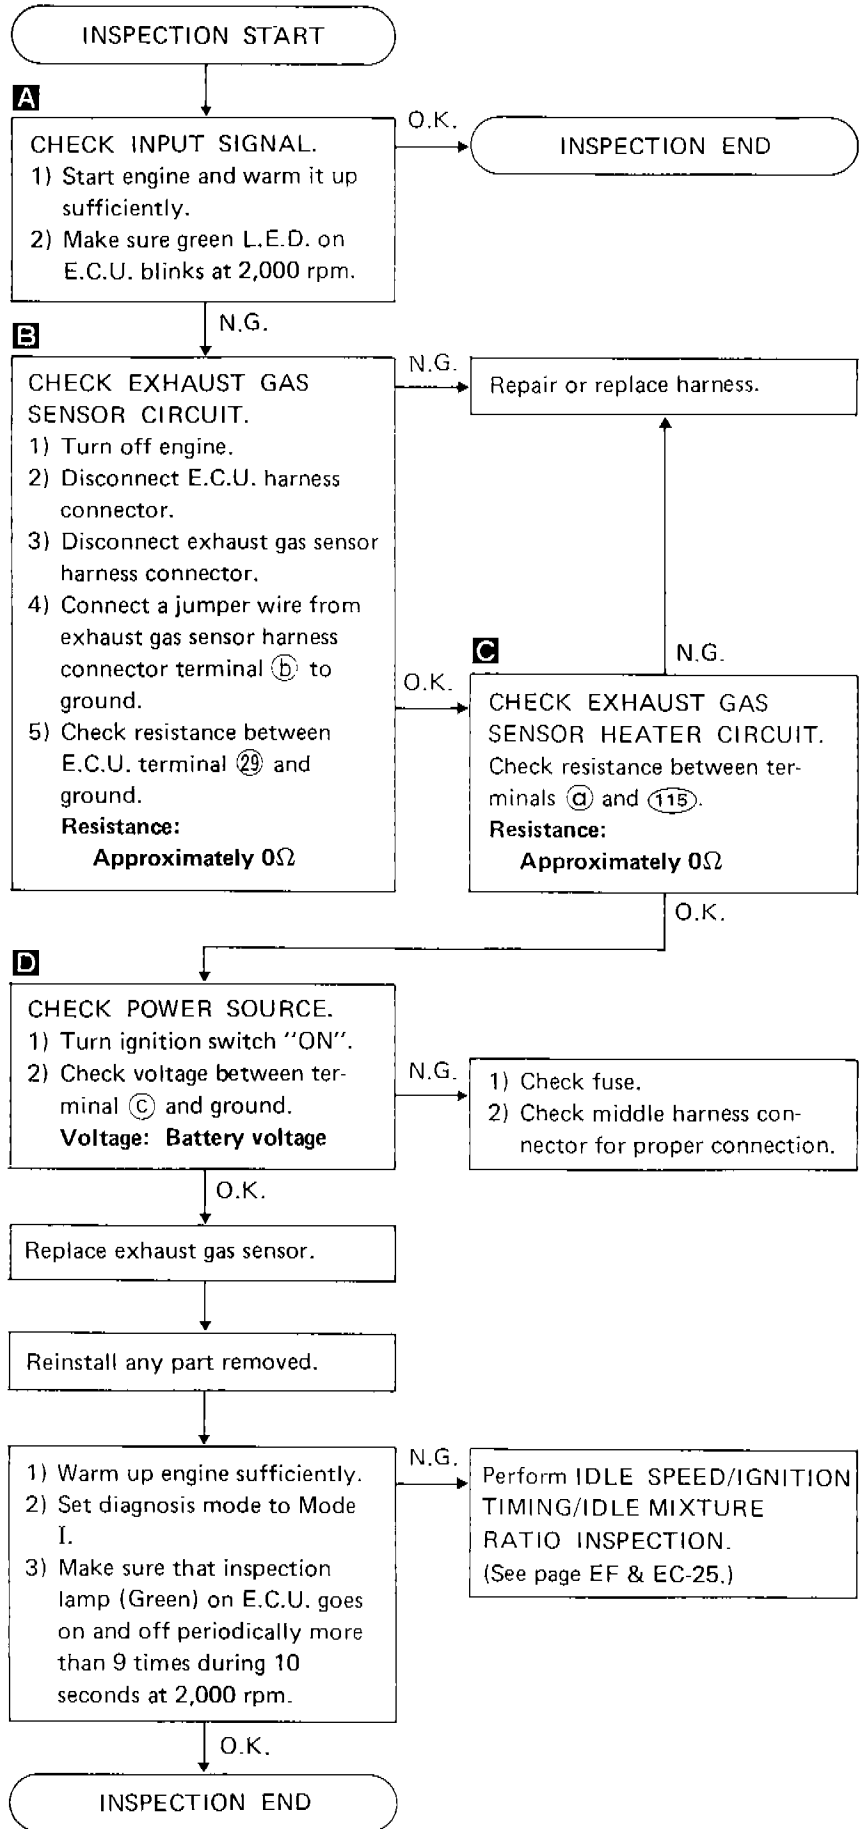 INSPECTION START
A
CHECK INPUT SIGNAL.
1) Start engine and warm it up
sufficiently.
2) Make sure green L.E.D. on
E.C.U. blinks at 2,000 rpm.
O.K.
INSPECTION END
N.G.
B
CHECK EXHAUST GAS
SENSOR CIRCUIT.
1) Turn off engine.
2) Disconnect E.C.U. harness
connector.
3) Disconnect exhaust gas sensor
harness connector.
4) Connect a jumper wire from
exhaust gas sensor harness
connector terminal ⓑ to
ground.
5) Check resistance between
E.C.U. terminal ㉙ and
ground.
Resistance:
Approximately 0Ω
N.G.
Repair or replace harness.
O.K.
C
N.G.
CHECK EXHAUST GAS
SENSOR HEATER CIRCUIT.
Check resistance between ter-
minals ⓐ and (115).
Resistance:
Approximately 0Ω
O.K.
D
CHECK POWER SOURCE.
1) Turn ignition switch "ON".
2) Check voltage between ter-
minal ⓒ and ground.
Voltage: Battery voltage
N.G.
1) Check fuse.
2) Check middle harness con-
nector for proper connection.
O.K.
Replace exhaust gas sensor.
Reinstall any part removed.
1) Warm up engine sufficiently.
2) Set diagnosis mode to Mode
I.
3) Make sure that inspection
lamp (Green) on E.C.U. goes
on and off periodically more
than 9 times during 10
seconds at 2,000 rpm.
N.G.
Perform IDLE SPEED/IGNITION
TIMING/IDLE MIXTURE
RATIO INSPECTION.
(See page EF & EC-25.)
O.K.
INSPECTION END